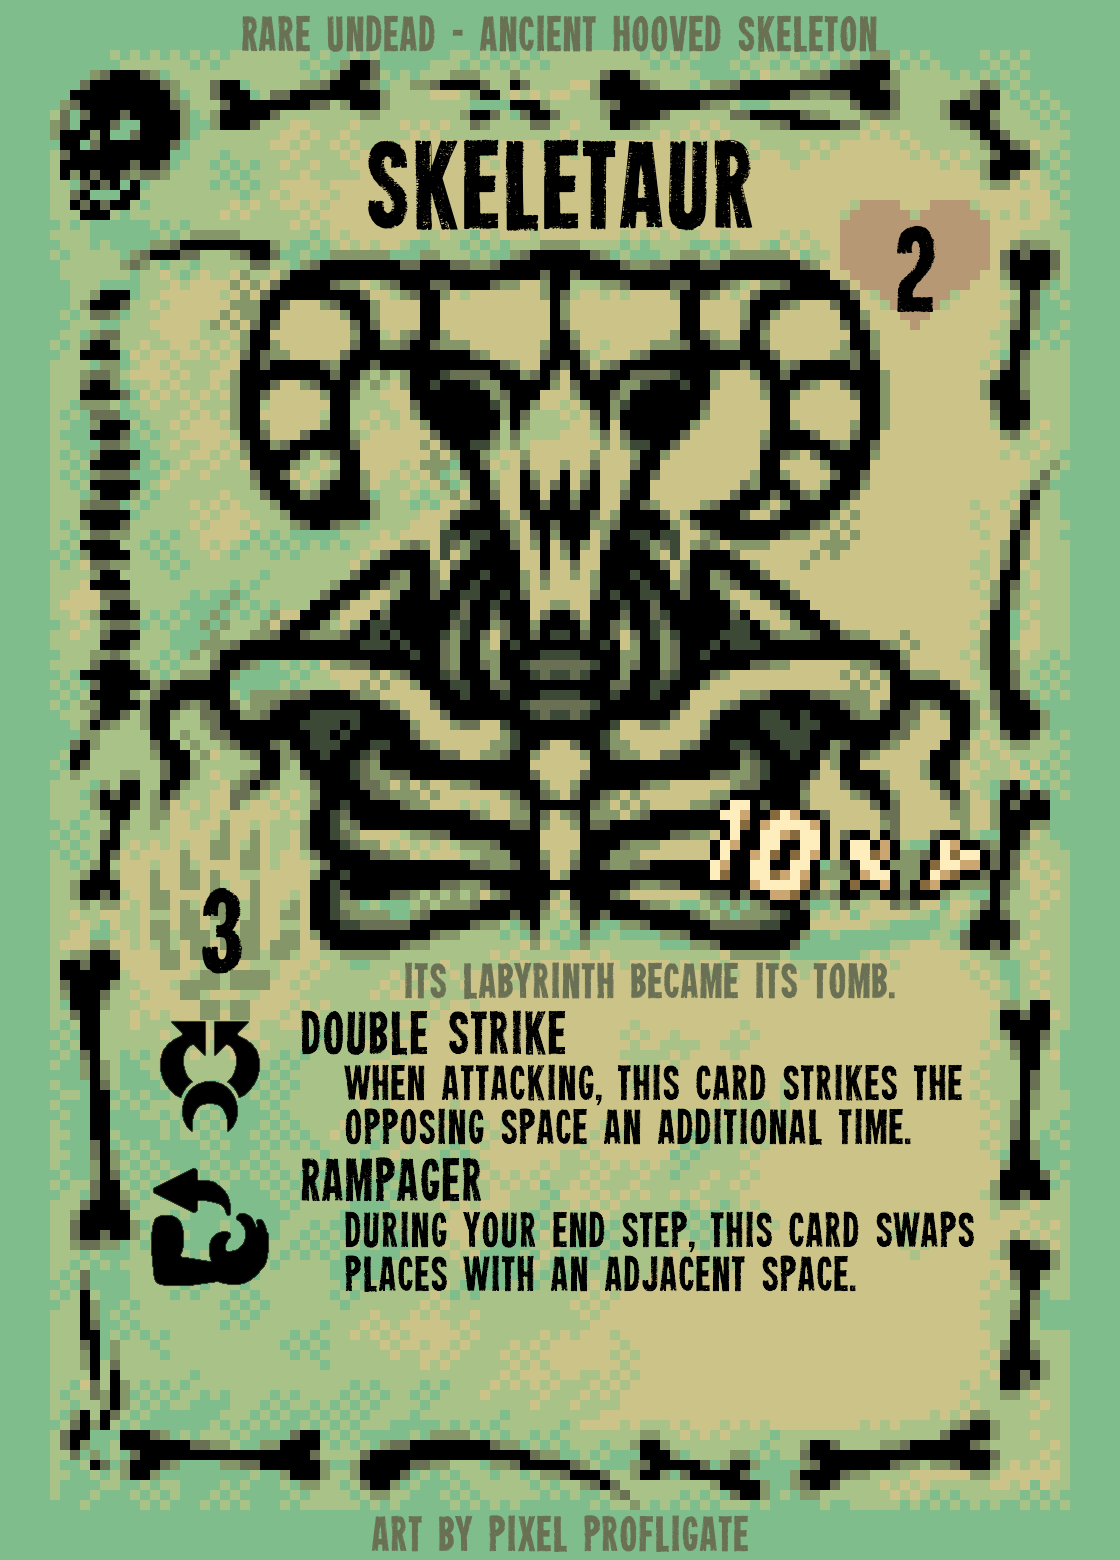 RARE UNDEAD - ANCIENT HOOVED SKELETON
SKELETAUR
2
10 x
3
ITS LABYRINTH BECAME ITS TOMB.
DOUBLE STRIKE
WHEN ATTACKING, THIS CARD STRIKES THE
OPPOSING SPACE AN ADDITIONAL TIME.
RAMPAGER
DURING YOUR END STEP, THIS CARD SWAPS
PLACES WITH AN ADJACENT SPACE.
ART BY PIXEL PROFLIGATE